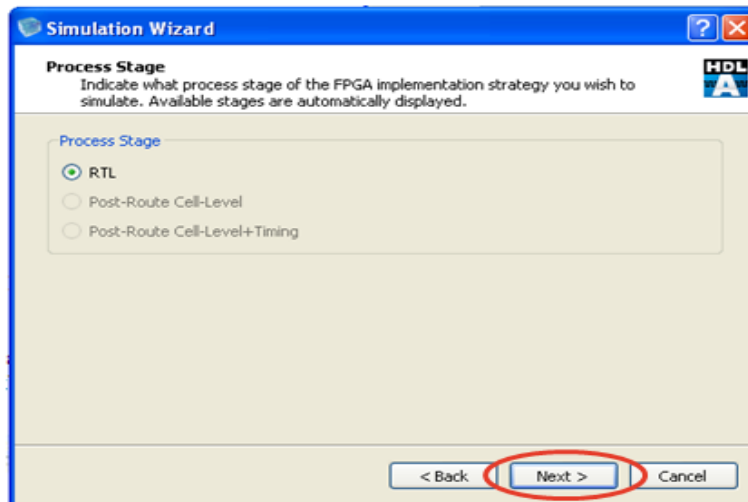 Simulation Wizard
Process Stage
Indicate what process stage of the FPGA implementation strategy you wish to
simulate. Available stages are automatically displayed.
HDL
A
Process Stage
RTL
Post-Route Cell-Level
Post-Route Cell-Level+Timing
< Back
Next >
Cancel